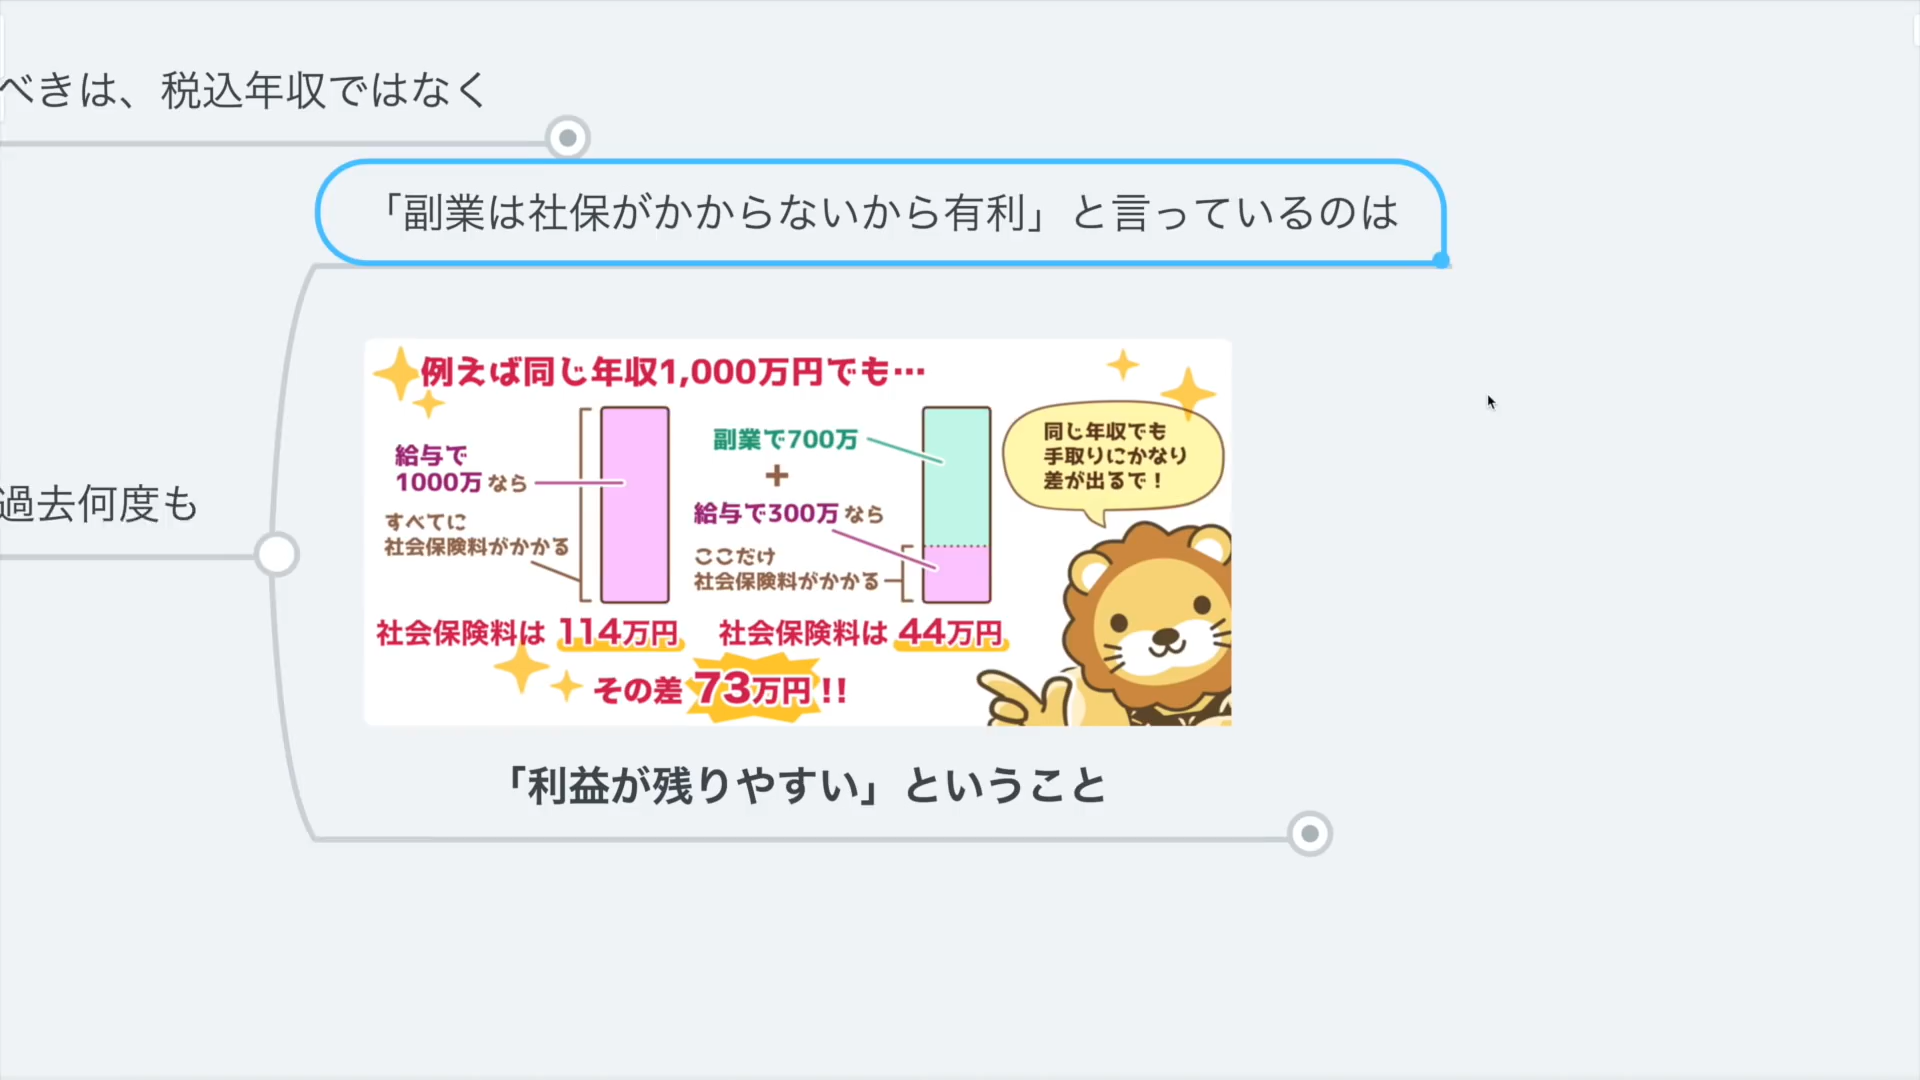 べきは、税込年収ではなく
「副業は社保がかからないから有利」と言っているのは
過去何度も
例えば同じ年収1,000万円でも…
給与で
1000万なら
すべてに
社会保険料がかかる
副業で700万
+
給与で300万なら
ここだけ
社会保険料がかかる
同じ年収でも
手取りにかなり
差が出るで！
社会保険料は 114万円
社会保険料は 44万円
その差 73万円!!
「利益が残りやすい」ということ